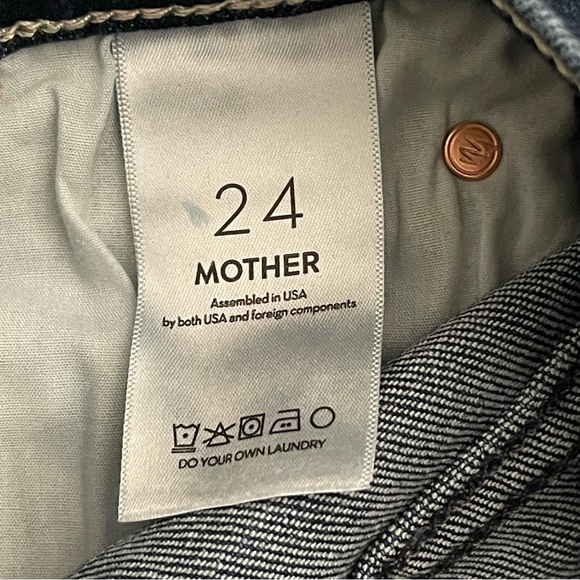 24
MOTHER
Assembled in USA
by both USA and foreign components
DO YOUR OWN LAUNDRY